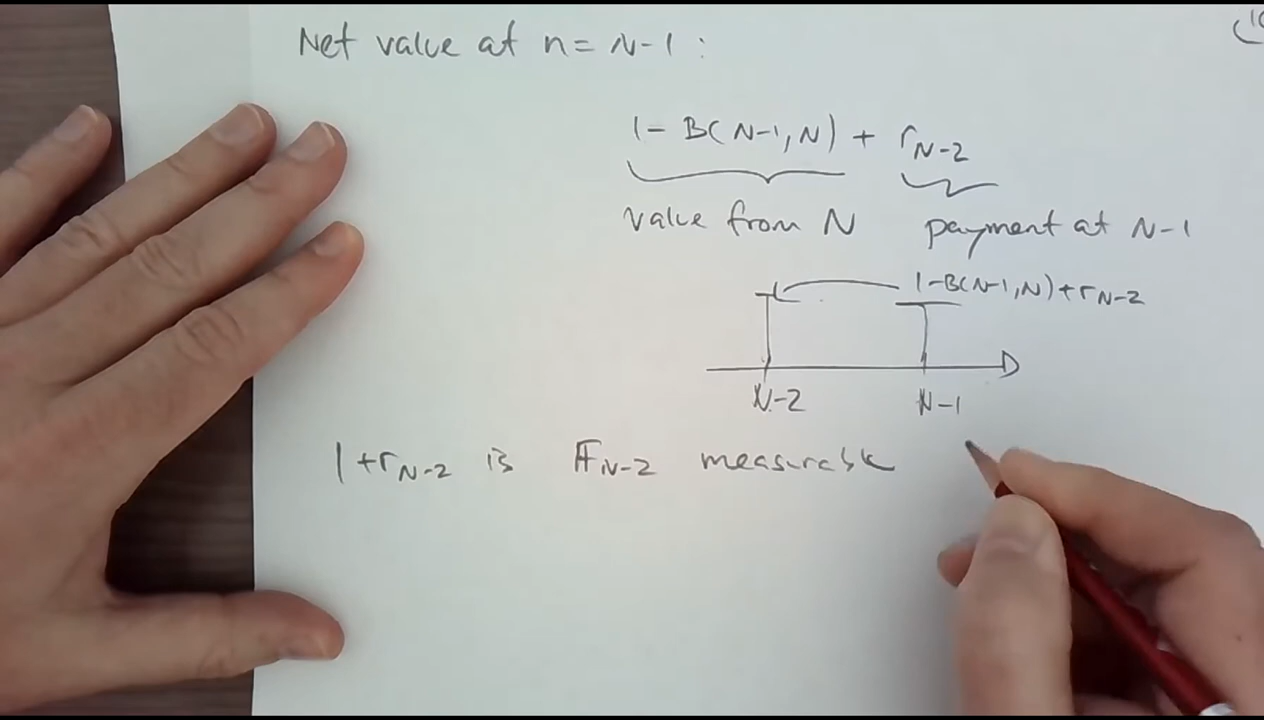 Net value at n = N-1 :
1 - B(N-1, N) + r_{N-2}
value from N payment at N-1
1-B(N-1,N)+r_{N-2}
N-2 N-1
1+r_{N-2} is F_{N-2} measurable